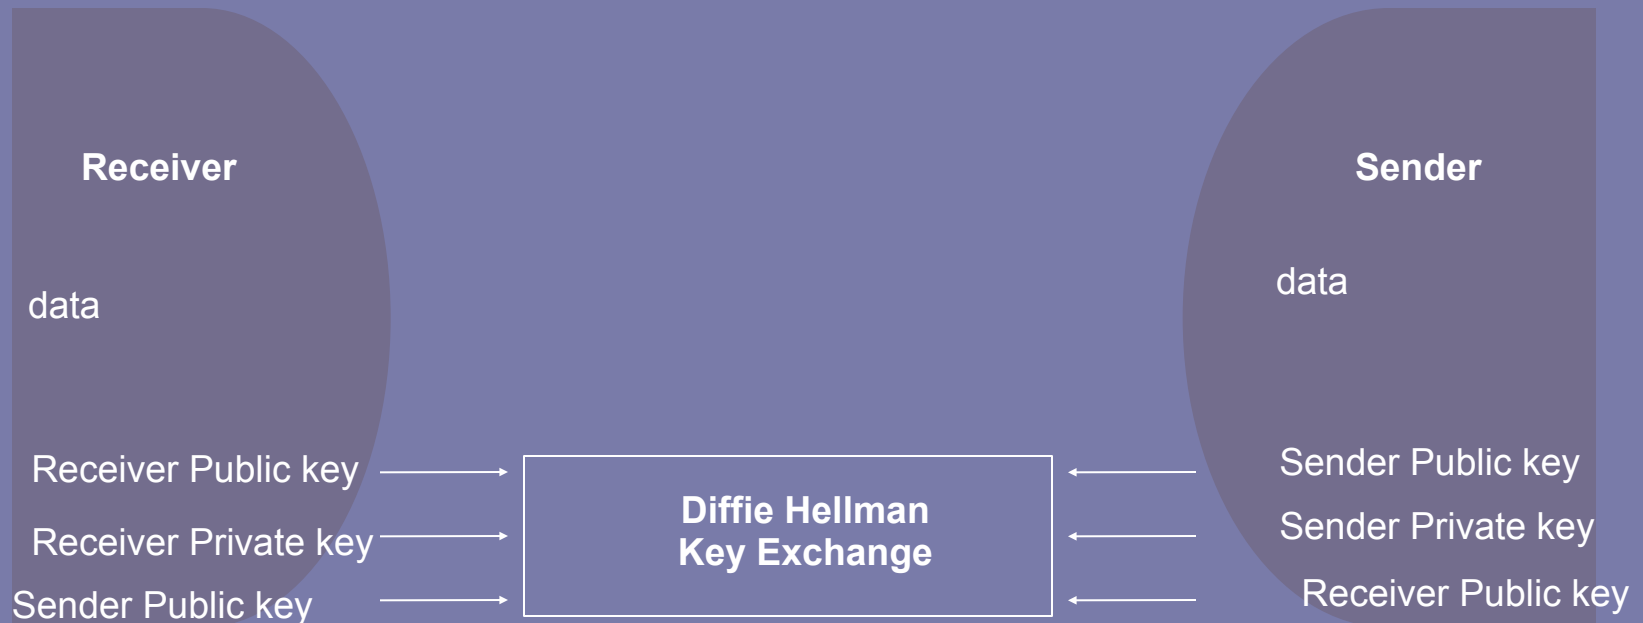 Receiver
Sender
data
data
Receiver Public key
Sender Public key
Diffie Hellman
Key Exchange
Receiver Private key
Sender Private key
Sender Public key
Receiver Public key